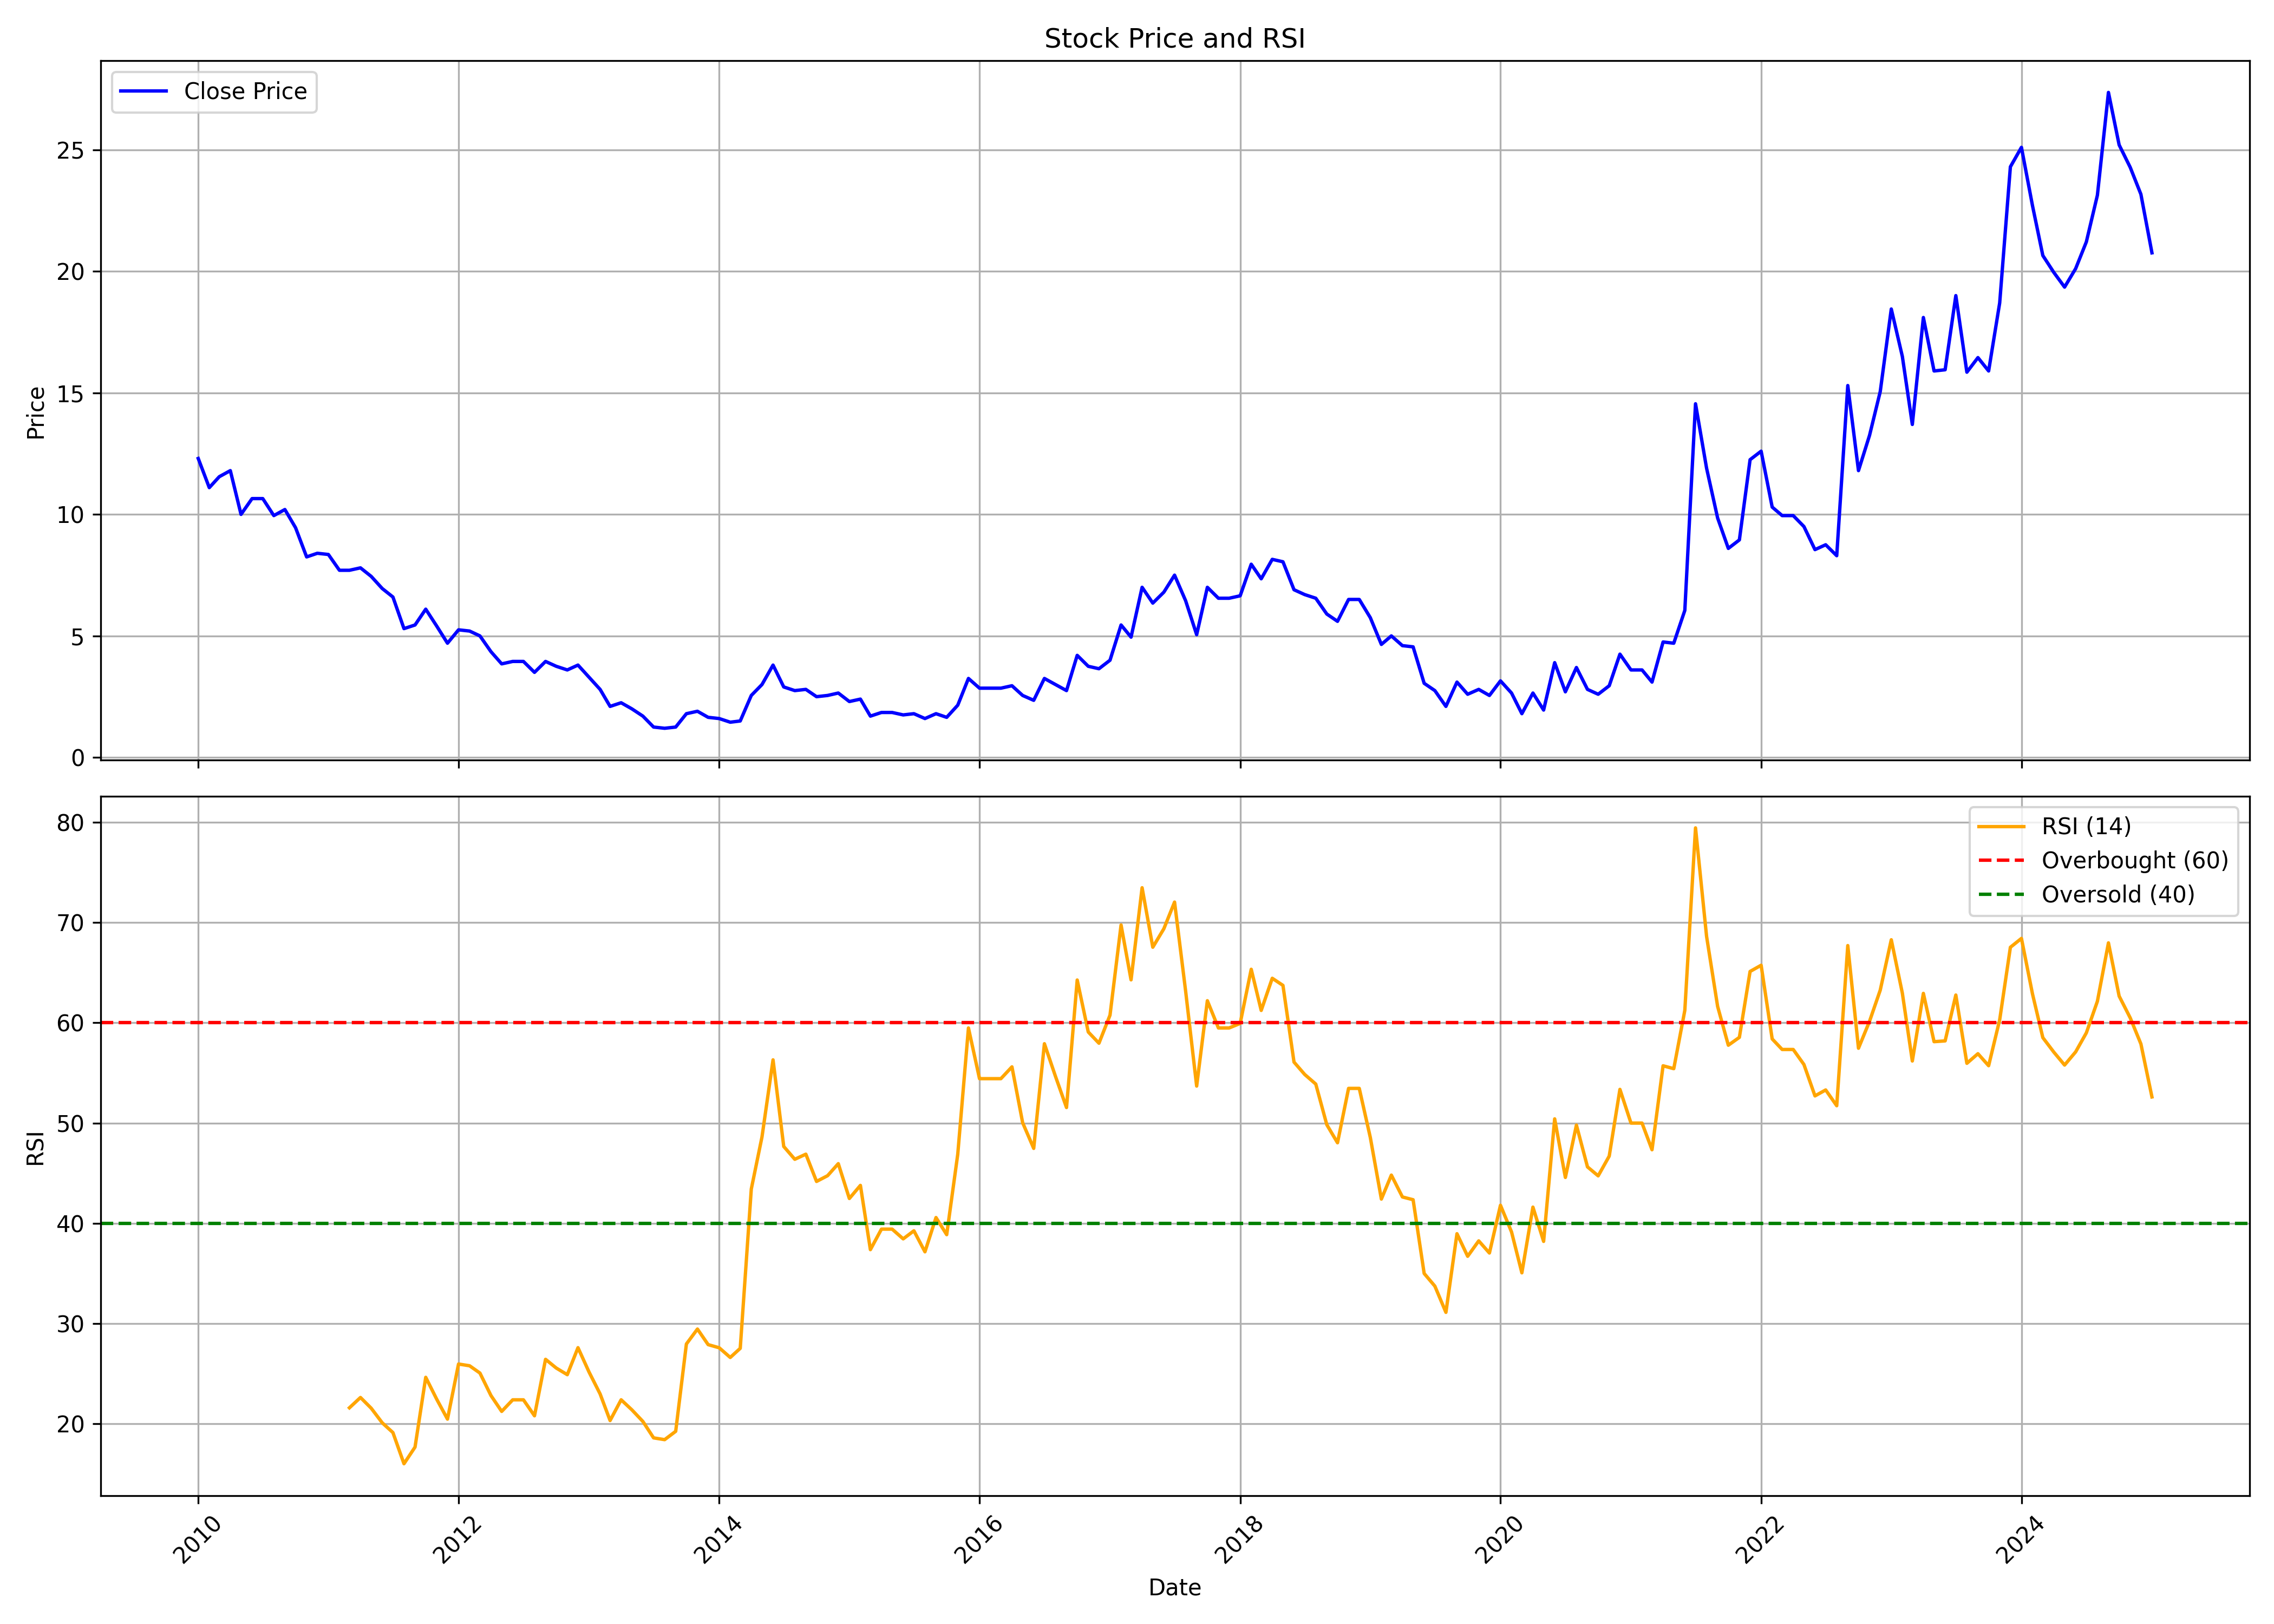 Stock Price and RSI
Close Price
Price
25
20
15
10
5
0
RSI (14)
Overbought (60)
Oversold (40)
RSI
80
70
60
50
40
30
20
2010
2012
2014
2016
2018
2020
2022
2024
Date